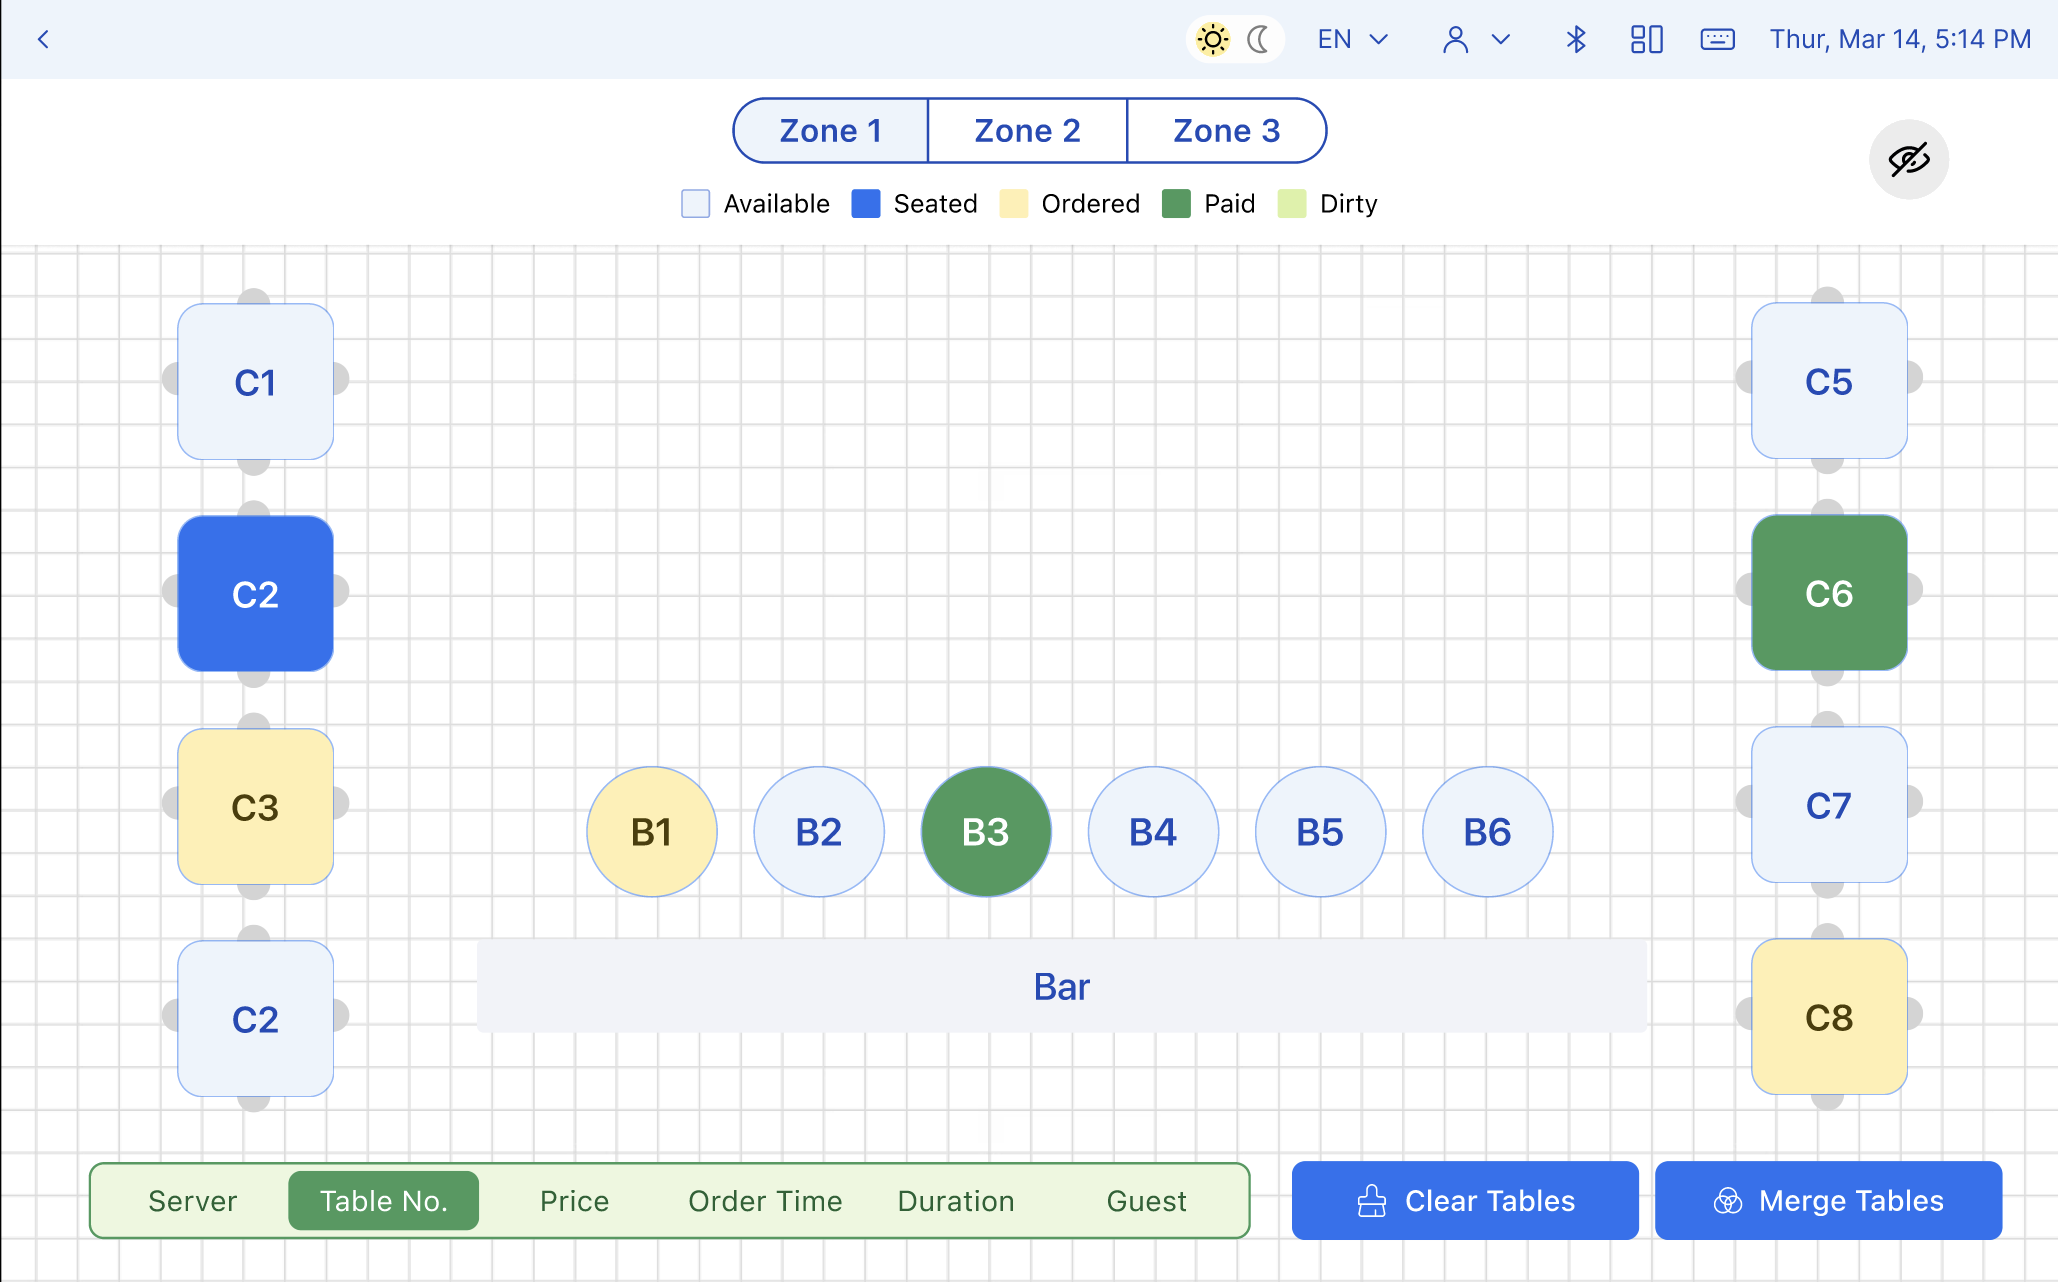 EN
Thur, Mar 14, 5:14 PM
Zone 1 Zone 2 Zone 3
Available Seated Ordered Paid Dirty
C1
C5
C2
C6
C3
C7
B1 B2 B3 B4 B5 B6
C2
Bar
C8
Server Table No. Price Order Time Duration Guest
Clear Tables
Merge Tables